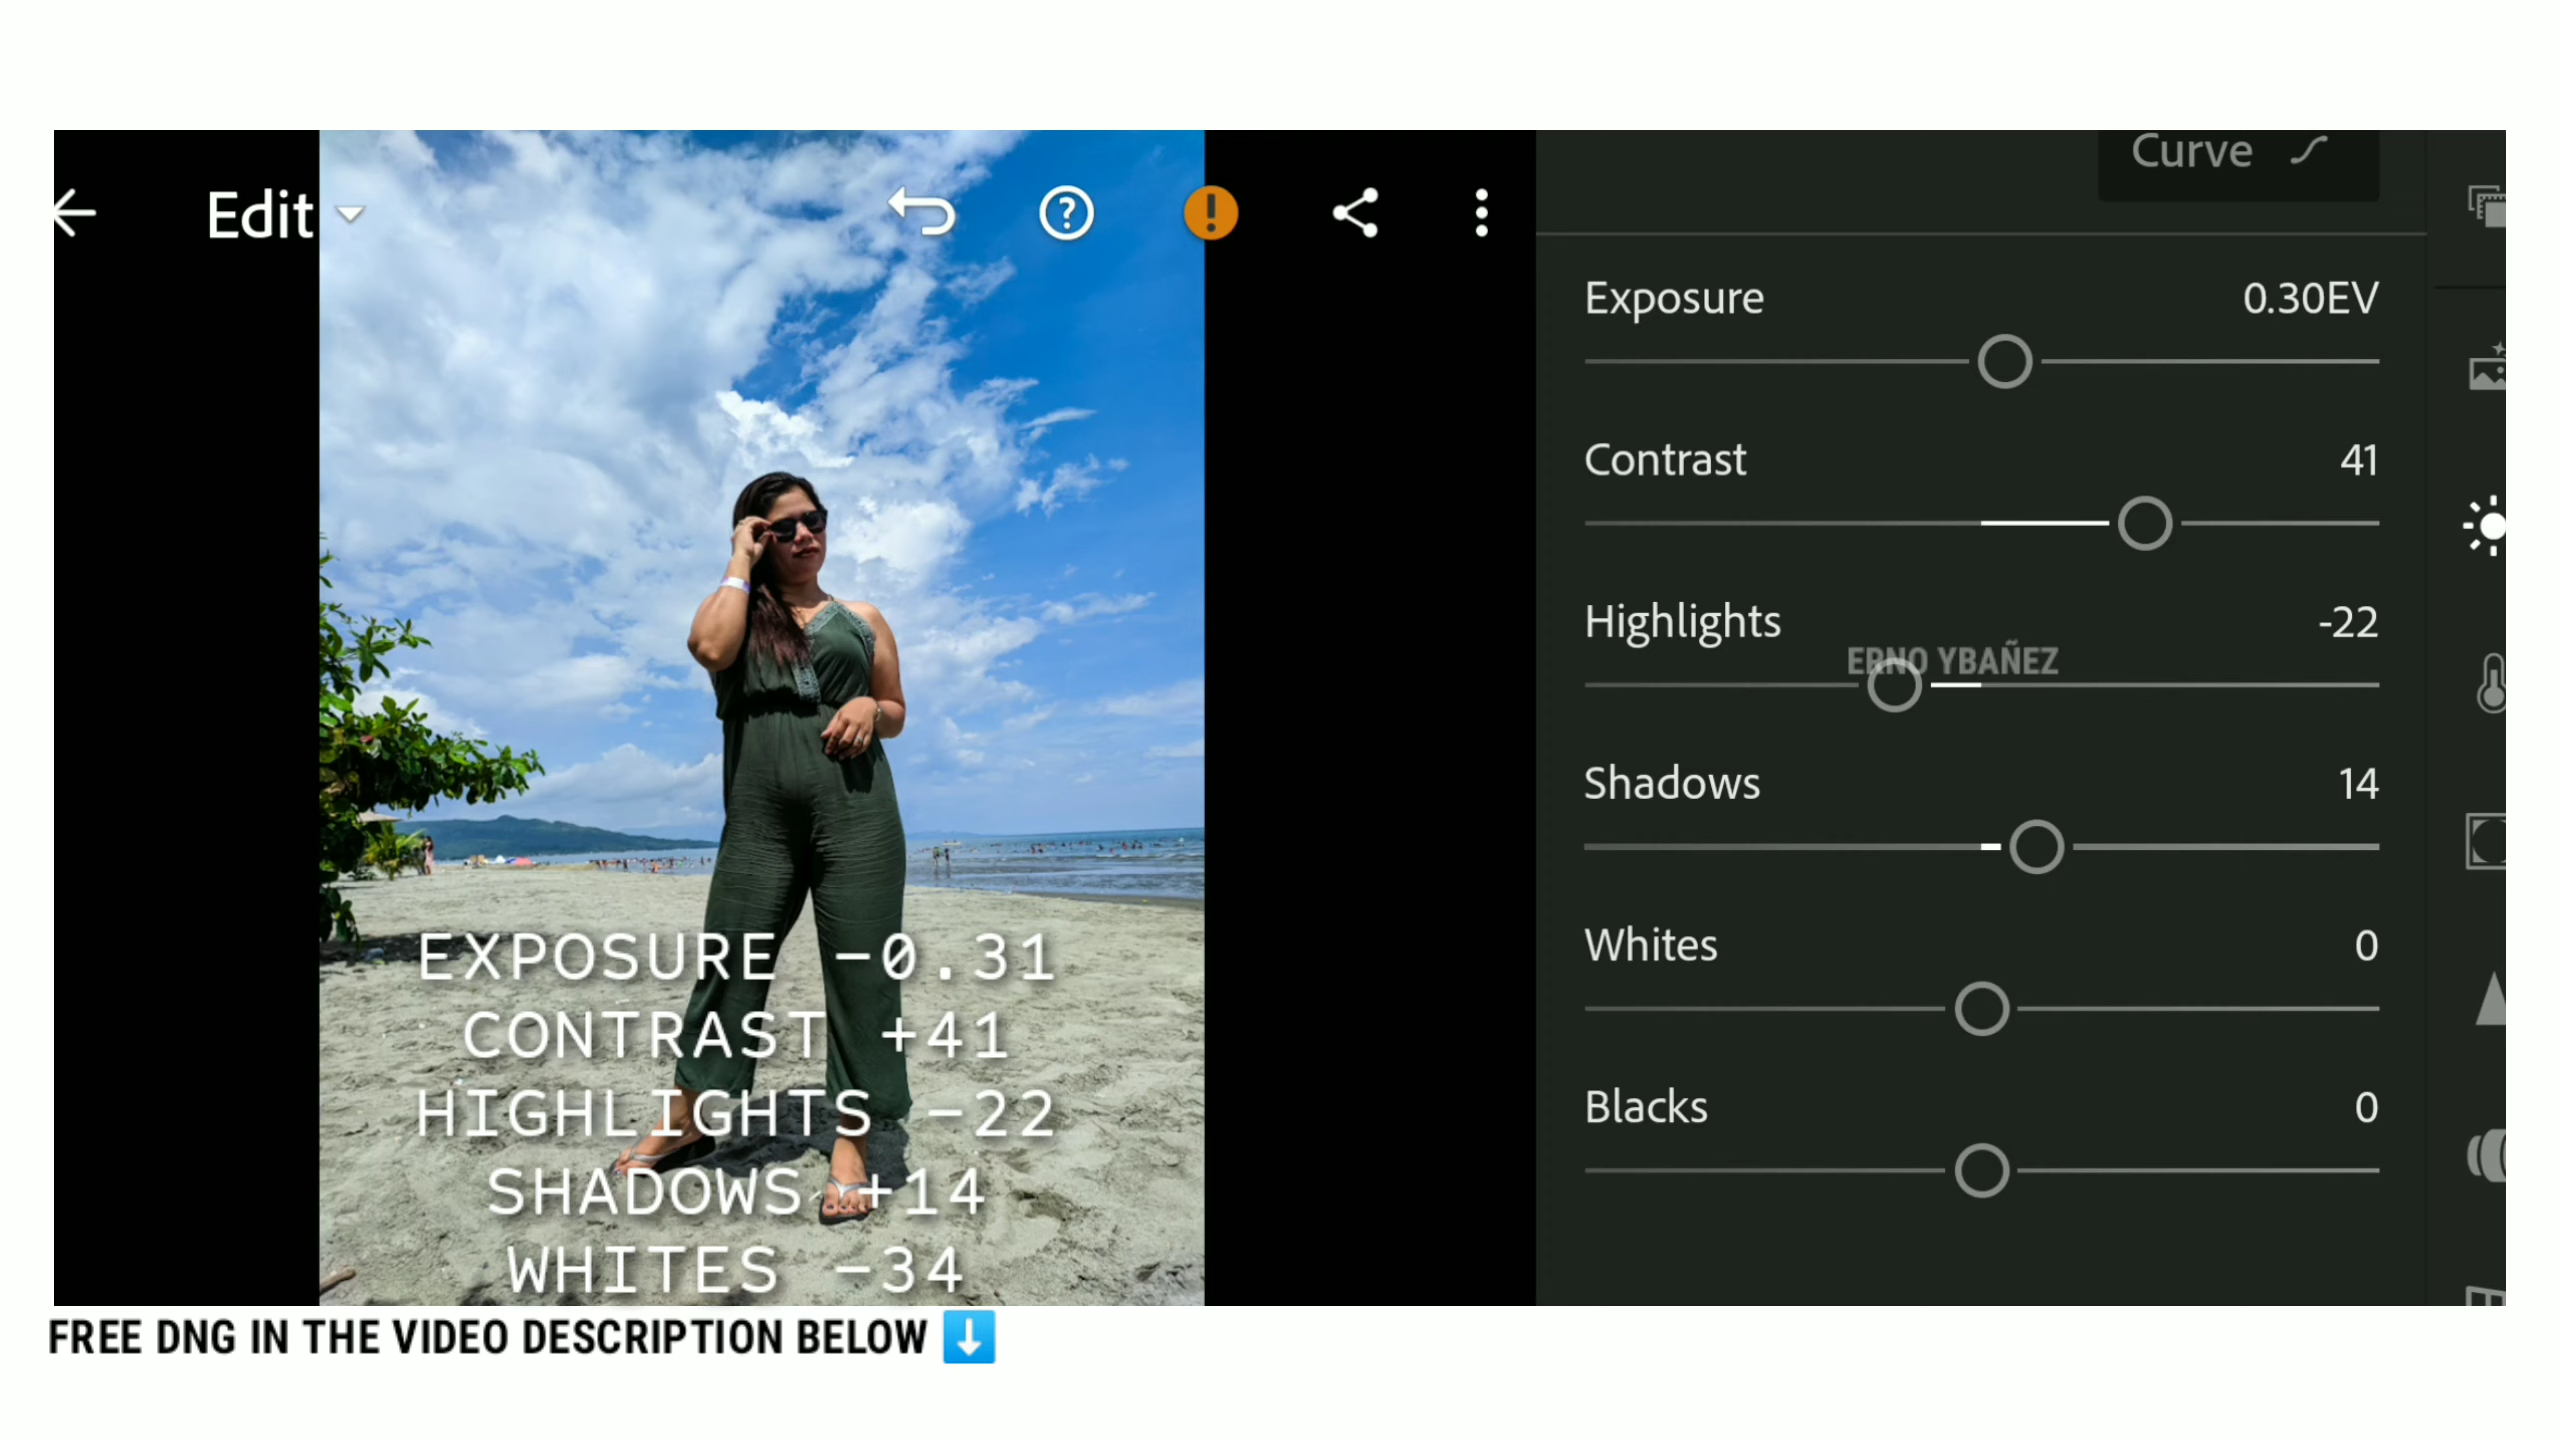 Edit
Curve
Exposure 0.30EV
Contrast 41
Highlights -22
ERNO YBAÑEZ
Shadows 14
Whites 0
Blacks 0
EXPOSURE -0.31
CONTRAST +41
HIGHLIGHTS -22
SHADOWS +14
WHITES -34
FREE DNG IN THE VIDEO DESCRIPTION BELOW ⬇️